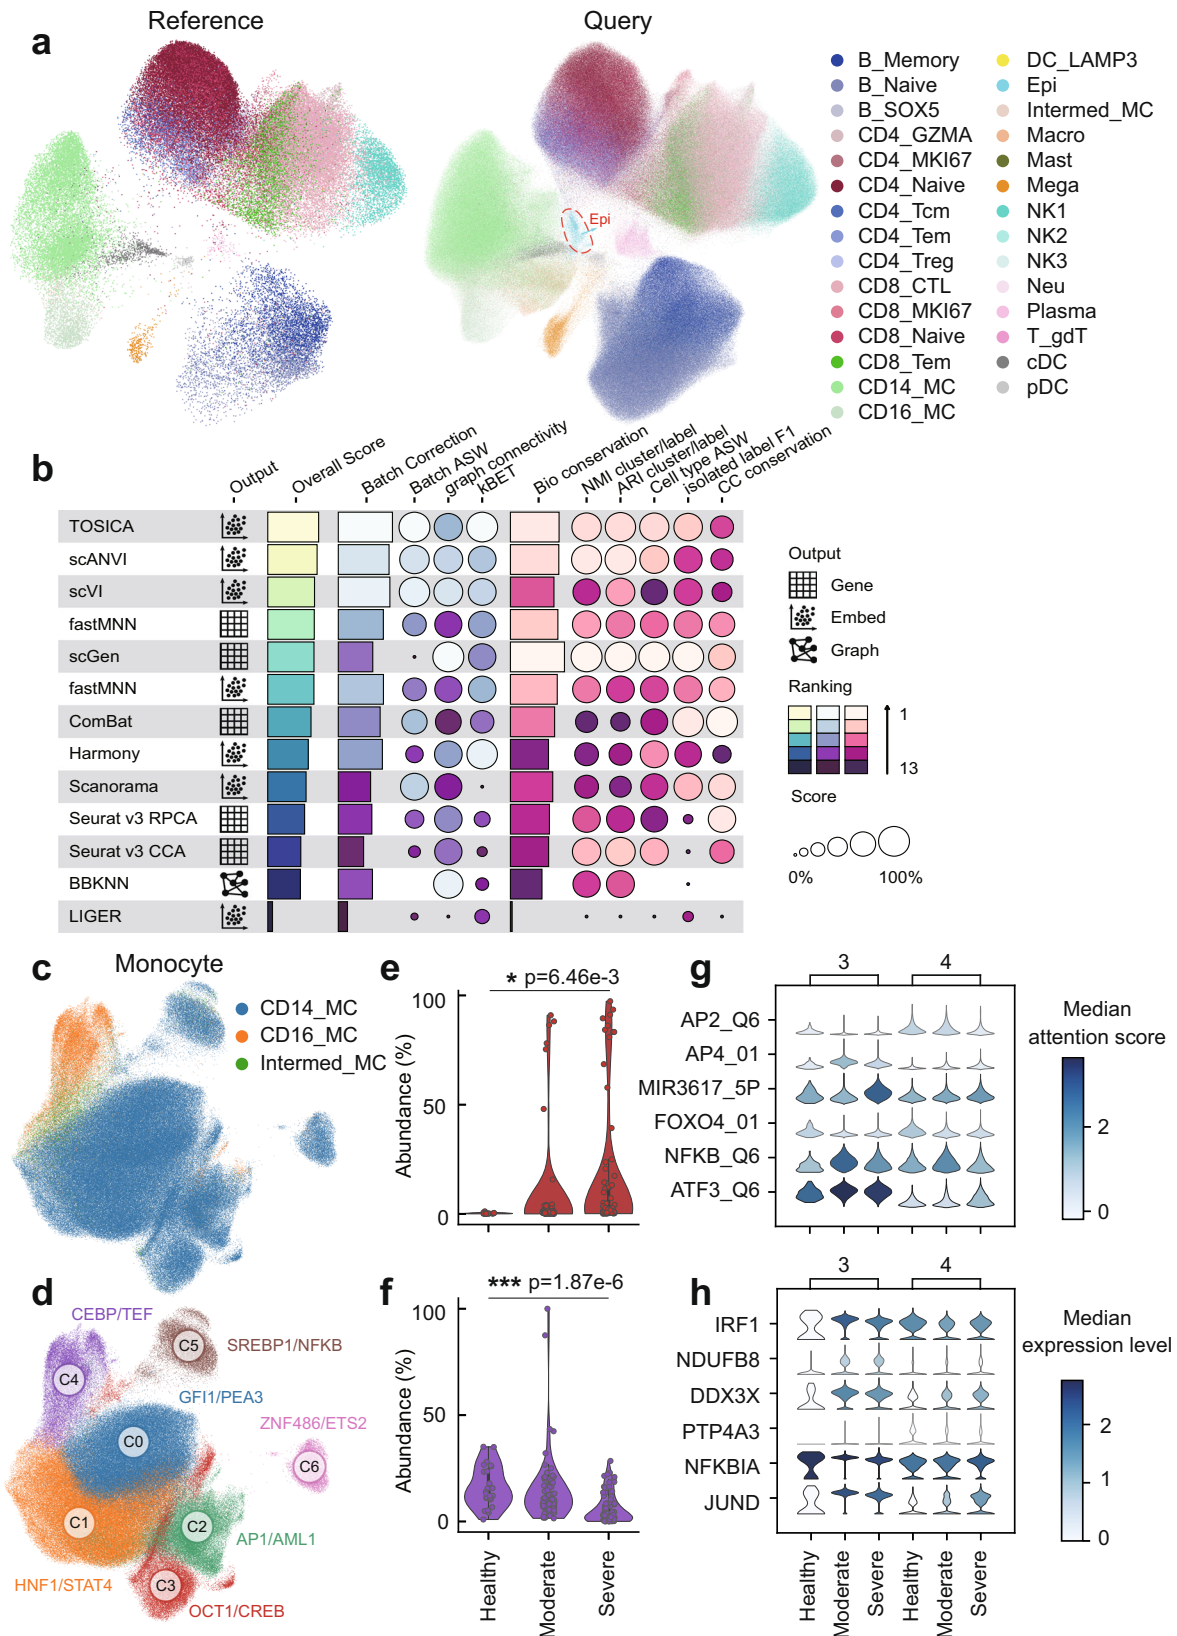 a
Reference
Query
Epi
B_Memory
B_Naive
B_SOX5
CD4_GZMA
CD4_MKI67
CD4_Naive
CD4_Tcm
CD4_Tem
CD4_Treg
CD8_CTL
CD8_MKI67
CD8_Naive
CD8_Tem
CD14_MC
CD16_MC
DC_LAMP3
Epi
Intermed_MC
Macro
Mast
Mega
NK1
NK2
NK3
Neu
Plasma
T_gdT
cDC
pDC
b
Output
Overall Score
Batch Correction
Batch ASW
graph connectivity
kBET
Bio conservation
NMI cluster/label
ARI cluster/label
Cell type ASW
isolated label F1
CC conservation
TOSICA
scANVI
scVI
fastMNN
scGen
fastMNN
ComBat
Harmony
Scanorama
Seurat v3 RPCA
Seurat v3 CCA
BBKNN
LIGER
Output
Gene
Embed
Graph
Ranking
1
13
Score
0%
100%
c
Monocyte
CD14_MC
CD16_MC
Intermed_MC
d
CEBP/TEF
C5
SREBP1/NFKB
C4
GFI1/PEA3
C0
ZNF486/ETS2
C6
C1
C2
AP1/AML1
HNF1/STAT4
C3
OCT1/CREB
e
* p=6.46e-3
Abundance (%)
100
50
0
f
*** p=1.87e-6
Abundance (%)
100
50
0
Healthy
Moderate
Severe
g
3
4
AP2_Q6
AP4_01
MIR3617_5P
FOXO4_01
NFKB_Q6
ATF3_Q6
Median
attention score
2
0
h
3
4
IRF1
NDUFB8
DDX3X
PTP4A3
NFKBIA
JUND
Healthy
Moderate
Severe
Healthy
Moderate
Severe
Median
expression level
2
1
0